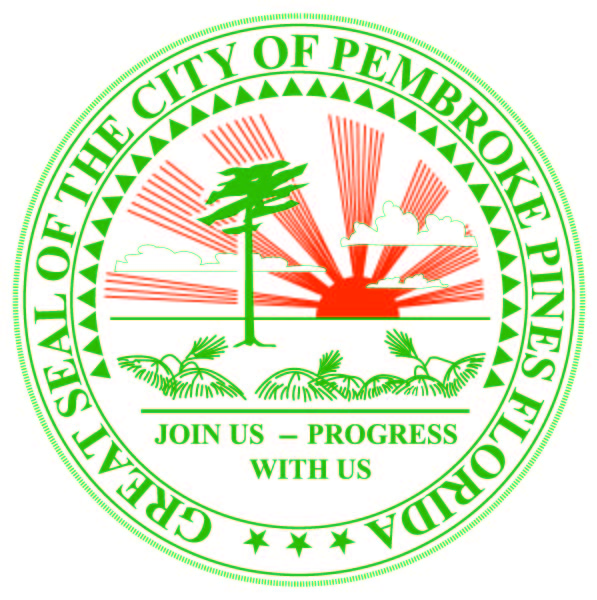 GREAT SEAL OF THE CITY OF PEMBROKE PINES FLORIDA
JOIN US – PROGRESS
WITH US